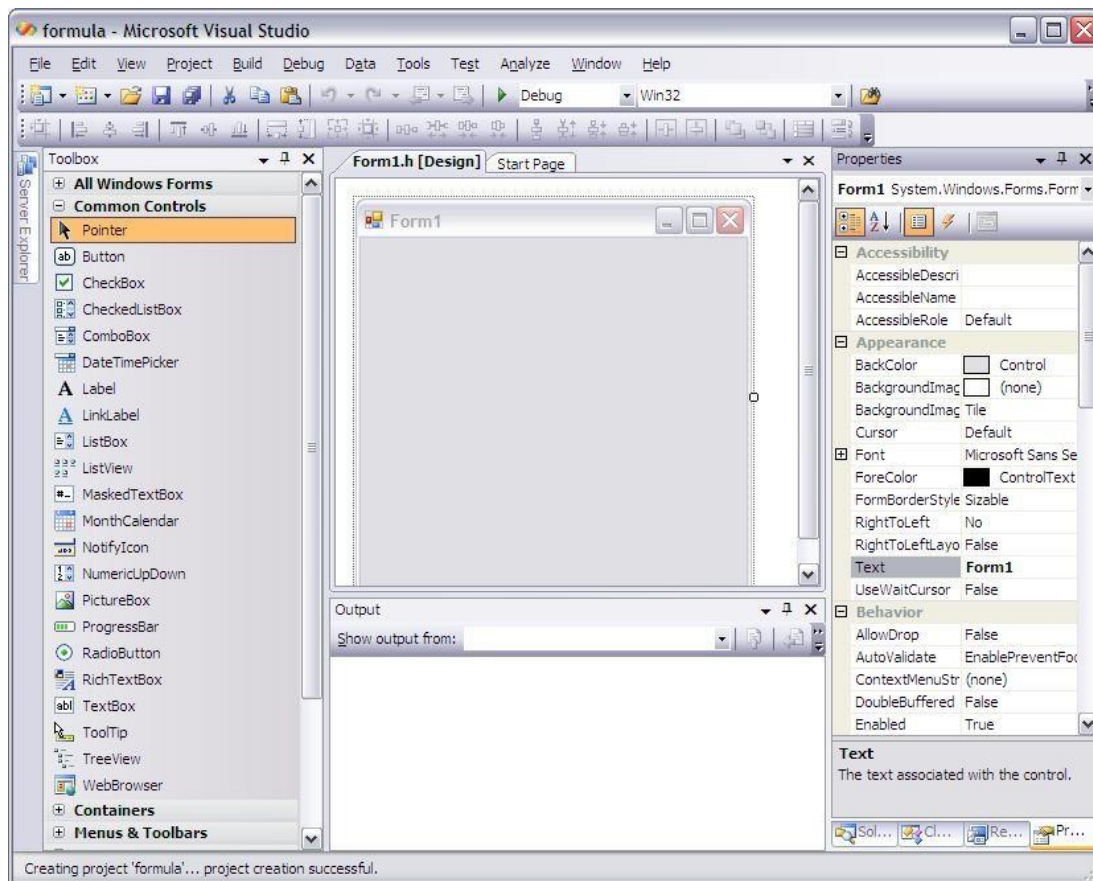 formula - Microsoft Visual Studio
File Edit View Project Build Debug Data Tools Test Analyze Window Help
Debug Win32
Server Explorer
Toolbox
All Windows Forms
Common Controls
Pointer
Button
CheckBox
CheckedListBox
ComboBox
DateTimePicker
A Label
A LinkLabel
ListBox
ListView
MaskedTextBox
MonthCalendar
NotifyIcon
NumericUpDown
PictureBox
ProgressBar
RadioButton
RichTextBox
abl TextBox
ToolTip
TreeView
WebBrowser
Containers
Menus & Toolbars
Form1.h [Design] Start Page
Form1
Output
Show output from:
Properties
Form1 System.Windows.Forms.Form
Accessibility
AccessibleDescri
AccessibleName
AccessibleRole Default
Appearance
BackColor Control
BackgroundImag (none)
BackgroundImag Tile
Cursor Default
Font Microsoft Sans Se
ForeColor ControlText
FormBorderStyle Sizable
RightToLeft No
RightToLeftLayo False
Text Form1
UseWaitCursor False
Behavior
AllowDrop False
AutoValidate EnablePreventFoc
ContextMenuStr (none)
DoubleBuffered False
Enabled True
Text
The text associated with the control.
Sol... Cl... Re... Pr...
Creating project 'formula'... project creation successful.